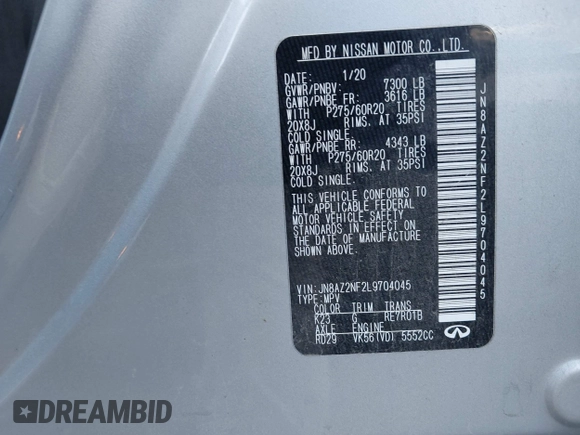 MFD BY NISSAN MOTOR CO.,LTD.
DATE: 1/20
GVWR/PNBV: 7300 LB
GAWR/PNBE FR: 3616 LB
WITH P275/60R20 TIRES
20X8J RIMS. AT 35PSI
COLD SINGLE.
GAWR/PNBE RR: 4343 LB
WITH P275/60R20 TIRES
20X8J RIMS. AT 35PSI
COLD SINGLE.
THIS VEHICLE CONFORMS TO
ALL APPLICABLE FEDERAL
MOTOR VEHICLE SAFETY
STANDARDS IN EFFECT ON
THE DATE OF MANUFACTURE
SHOWN ABOVE.
VIN: JN8AZ2NF2L9704045
TYPE: MPV
COLOR TRIM TRANS
K23 G RE7R01B
AXLE ENGINE
RD29 VK56(VD) 5552CC
JN8AZ2NF2L9704045
DREAMBID